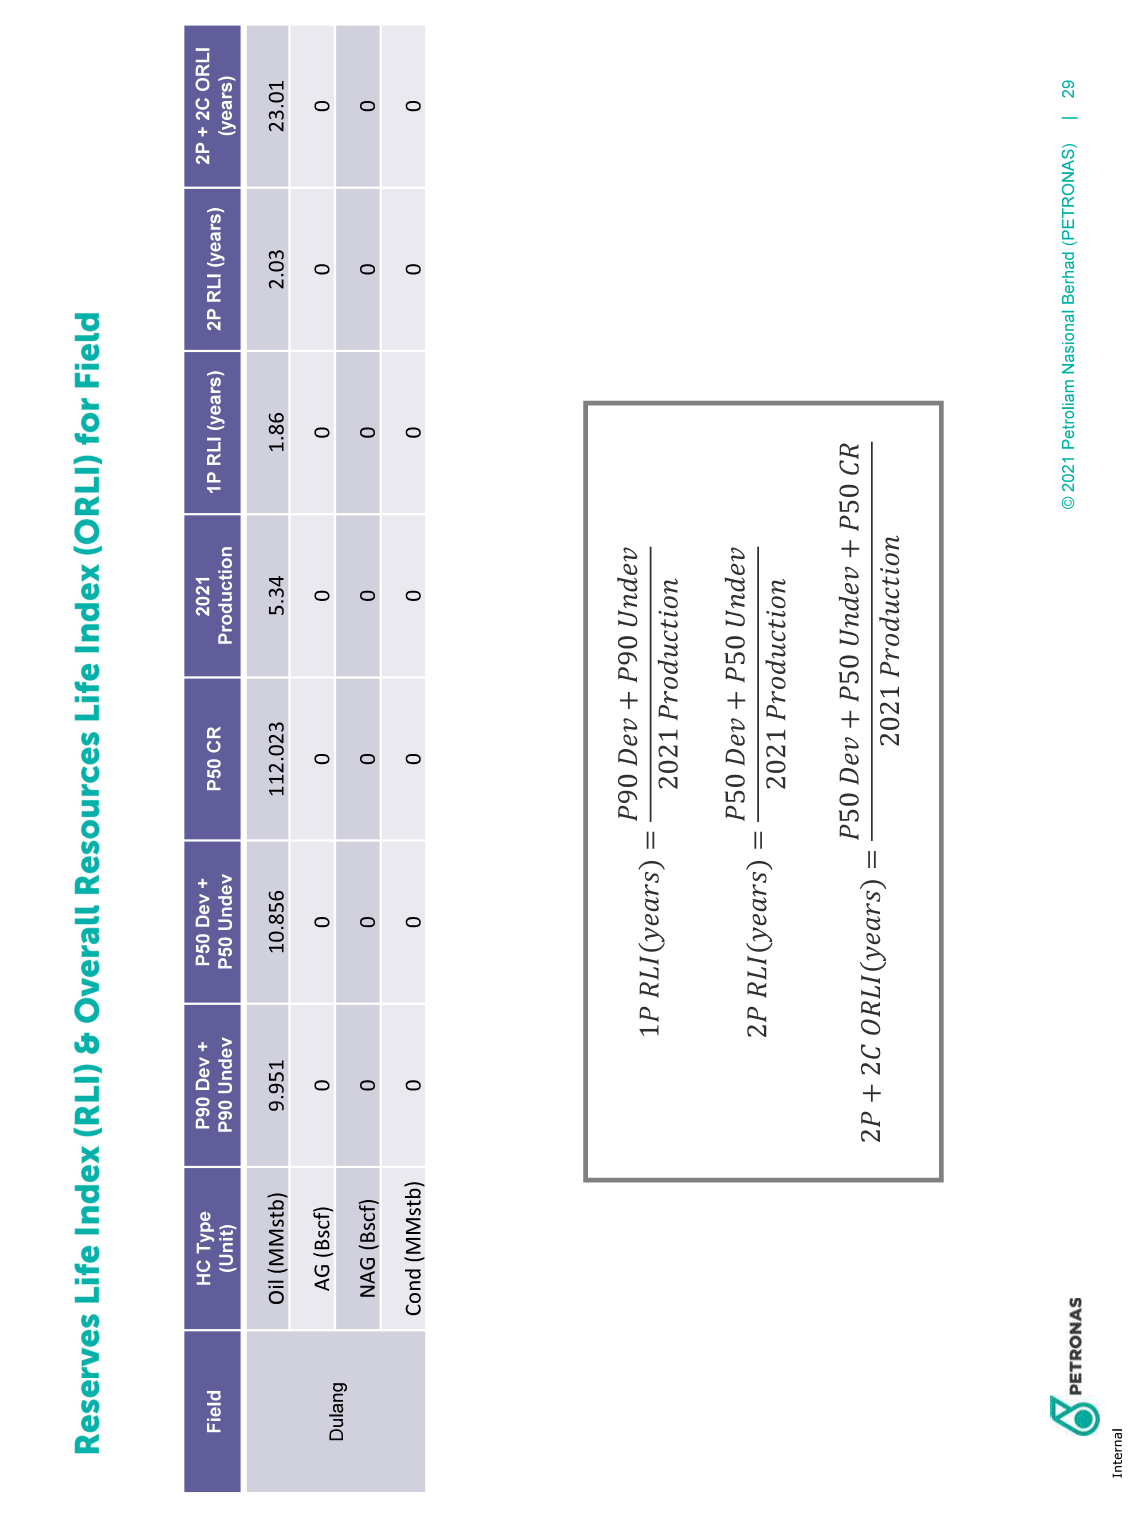 Reserves Life Index (RLI) & Overall Resources Life Index (ORLI) for Field
Field | HC Type (Unit) | P90 Dev + P90 Undev | P50 Dev + P50 Undev | P50 CR | 2021 Production | 1P RLI (years) | 2P RLI (years) | 2P + 2C ORLI (years)
Dulang | Oil (MMstb) | 9.951 | 10.856 | 112.023 | 5.34 | 1.86 | 2.03 | 23.01
AG (Bscf) | 0 | 0 | 0 | 0 | 0 | 0 | 0
NAG (Bscf) | 0 | 0 | 0 | 0 | 0 | 0 | 0
Cond (MMstb) | 0 | 0 | 0 | 0 | 0 | 0 | 0
1P RLI(years) = P90 Dev + P90 Undev / 2021 Production
2P RLI(years) = P50 Dev + P50 Undev / 2021 Production
2P + 2C ORLI(years) = P50 Dev + P50 Undev + P50 CR / 2021 Production
PETRONAS
© 2021 Petroliam Nasional Berhad (PETRONAS) | 29
Internal